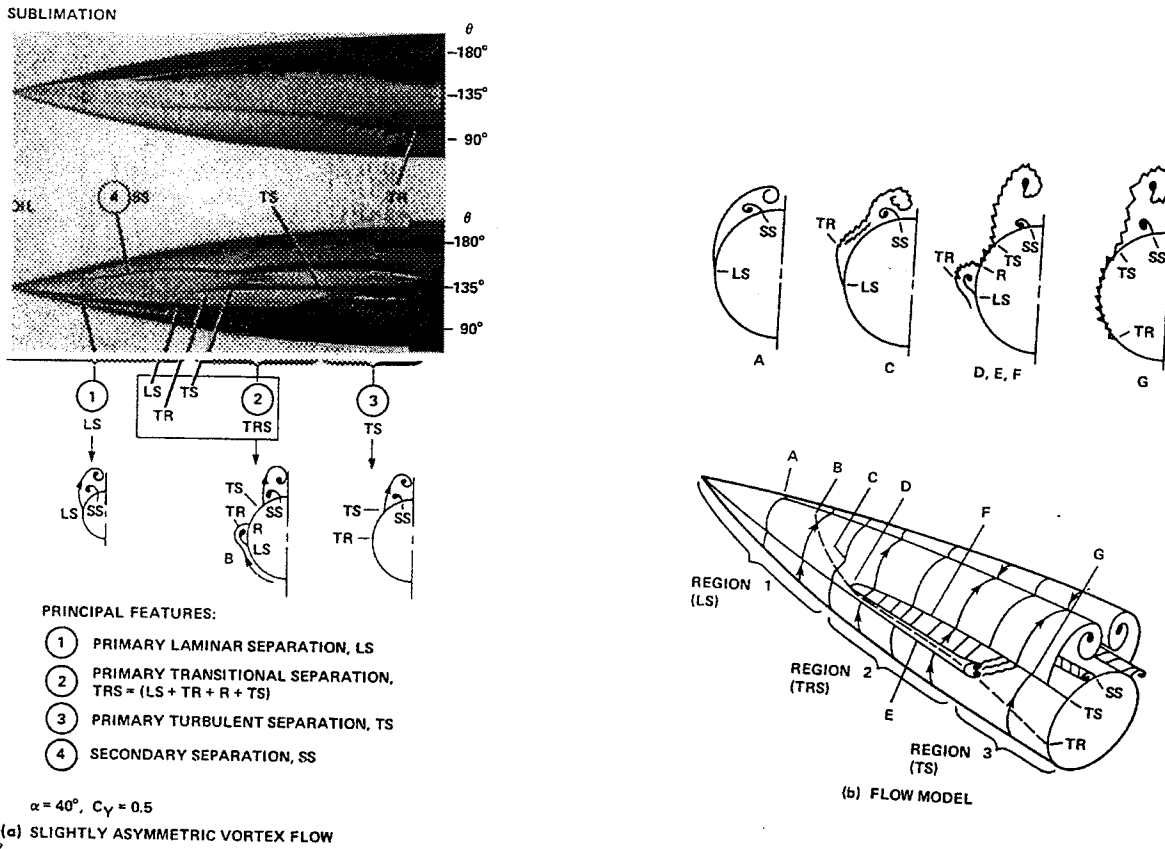 SUBLIMATION
θ
180°
135°
90°
TR
4 SS
TS
θ
180°
135°
90°
LS
TR
TS
1
LS
2
TRS
3
TS
LS
SS
TS
TR
R
SS
LS
B
TS
TR
SS
PRINCIPAL FEATURES:
1 PRIMARY LAMINAR SEPARATION, LS
2 PRIMARY TRANSITIONAL SEPARATION,
TRS = (LS + TR + R + TS)
3 PRIMARY TURBULENT SEPARATION, TS
4 SECONDARY SEPARATION, SS
α = 40°, CY = 0.5
(a) SLIGHTLY ASYMMETRIC VORTEX FLOW
SS
LS
A
TR
SS
LS
C
SS
TS
TR
R
LS
D, E, F
SS
TS
TR
G
A
B
C
D
F
G
REGION 1
(LS)
REGION 2
(TRS)
E
REGION 3
(TS)
SS
TS
TR
(b) FLOW MODEL